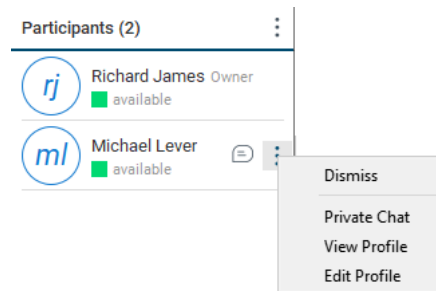 Participants (2)
rj
Richard James Owner
available
ml
Michael Lever
available
Dismiss
Private Chat
View Profile
Edit Profile